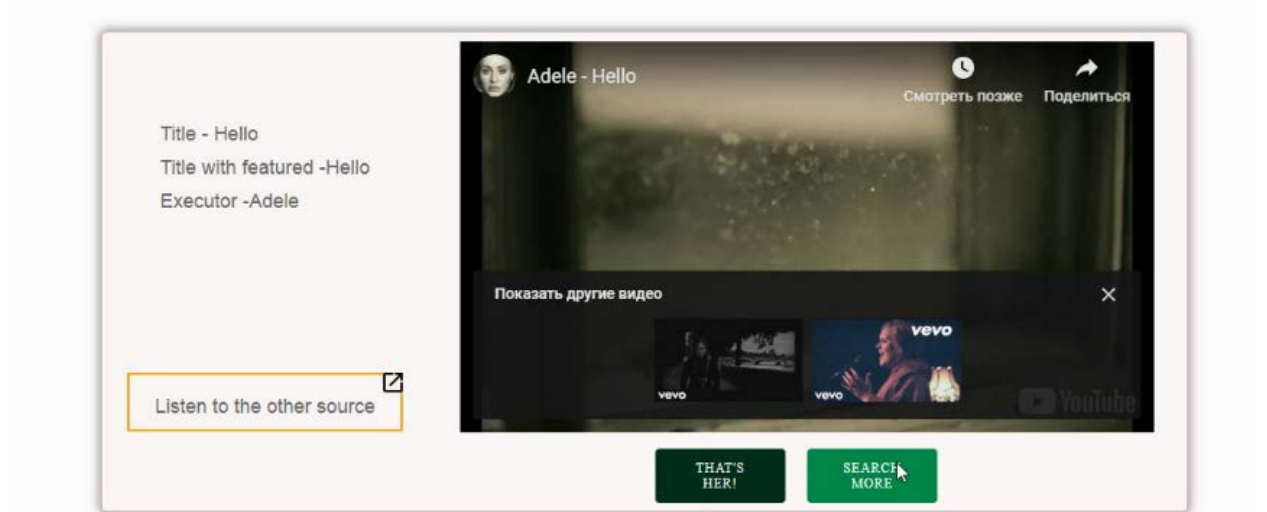 Title - Hello
Title with featured -Hello
Executor -Adele
Listen to the other source
Adele - Hello
Смотреть позже
Поделиться
Показать другие видео
vevo
vevo
vevo
YouTube
THAT'S
HER!
SEARCH
MORE